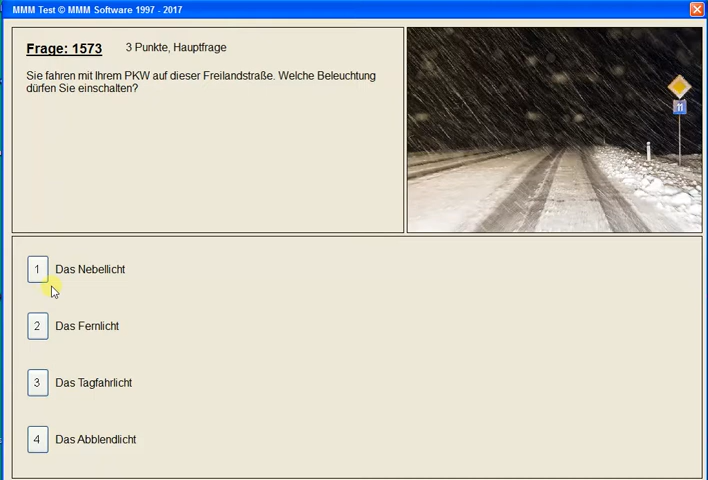 MMM Test © MMM Software 1997 - 2017
Frage: 1573 3 Punkte, Hauptfrage
Sie fahren mit Ihrem PKW auf dieser Freilandstraße. Welche Beleuchtung
dürfen Sie einschalten?
11
1 Das Nebellicht
2 Das Fernlicht
3 Das Tagfahrlicht
4 Das Abblendlicht